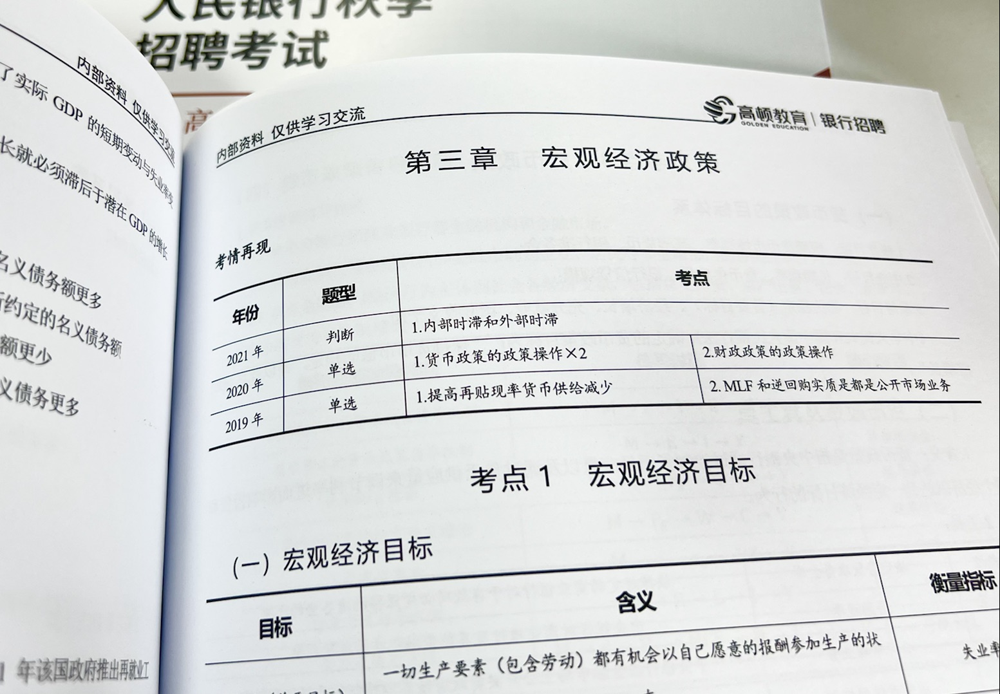 人民银行秋季
招聘考试
高
内部资料 仅供学习交流
了实际 GDP 的短期变动与失业率变
长就必须滞后于潜在 GDP 的增长
名义债务额更多
所约定的名义债务额
额更少
义债务更多
年该国政府推出再就业工
内部资料 仅供学习交流
高顿教育 | 银行招聘
GOLDEN EDUCATION
第三章 宏观经济政策
考情再现
年份 题型 考点
2021 年 判断 1.内部时滞和外部时滞
2020 年 单选 1.货币政策的政策操作×2 2.财政政策的政策操作
2019 年 单选 1.提高再贴现率货币供给减少 2. MLF 和逆回购实质是都是公开市场业务
考点 1 宏观经济目标
(一) 宏观经济目标
目标 含义 衡量指标
一切生产要素（包含劳动）都有机会以自己愿意的报酬参加生产的状 失业率